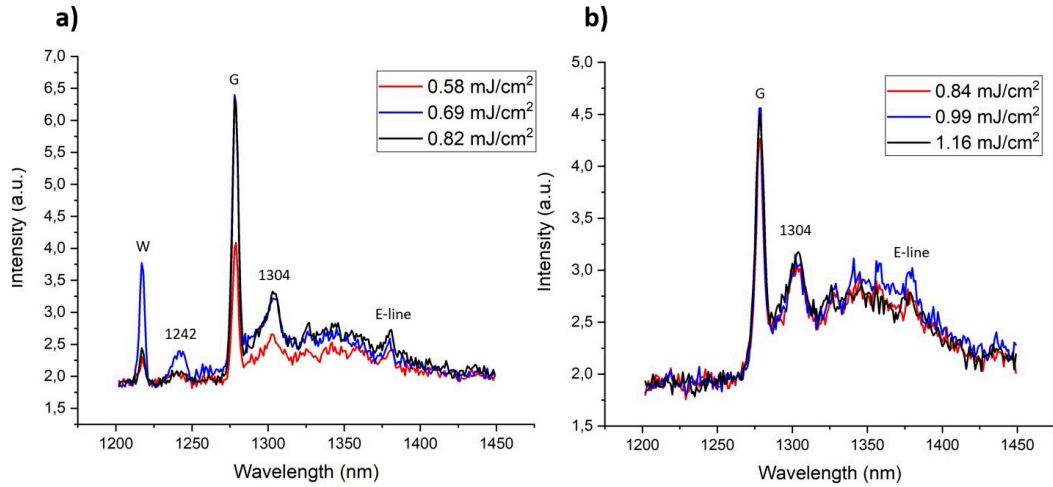 a)
7,0
6,5
6,0
5,5
5,0
4,5
4,0
3,5
3,0
2,5
2,0
1,5
Intensity (a.u.)
G
W
1242
1304
E-line
0.58 mJ/cm²
0.69 mJ/cm²
0.82 mJ/cm²
1200
1250
1300
1350
1400
1450
Wavelength (nm)
b)
5,0
4,5
4,0
3,5
3,0
2,5
2,0
1,5
Intensity (a.u.)
G
1304
E-line
0.84 mJ/cm²
0.99 mJ/cm²
1.16 mJ/cm²
1200
1250
1300
1350
1400
1450
Wavelength (nm)